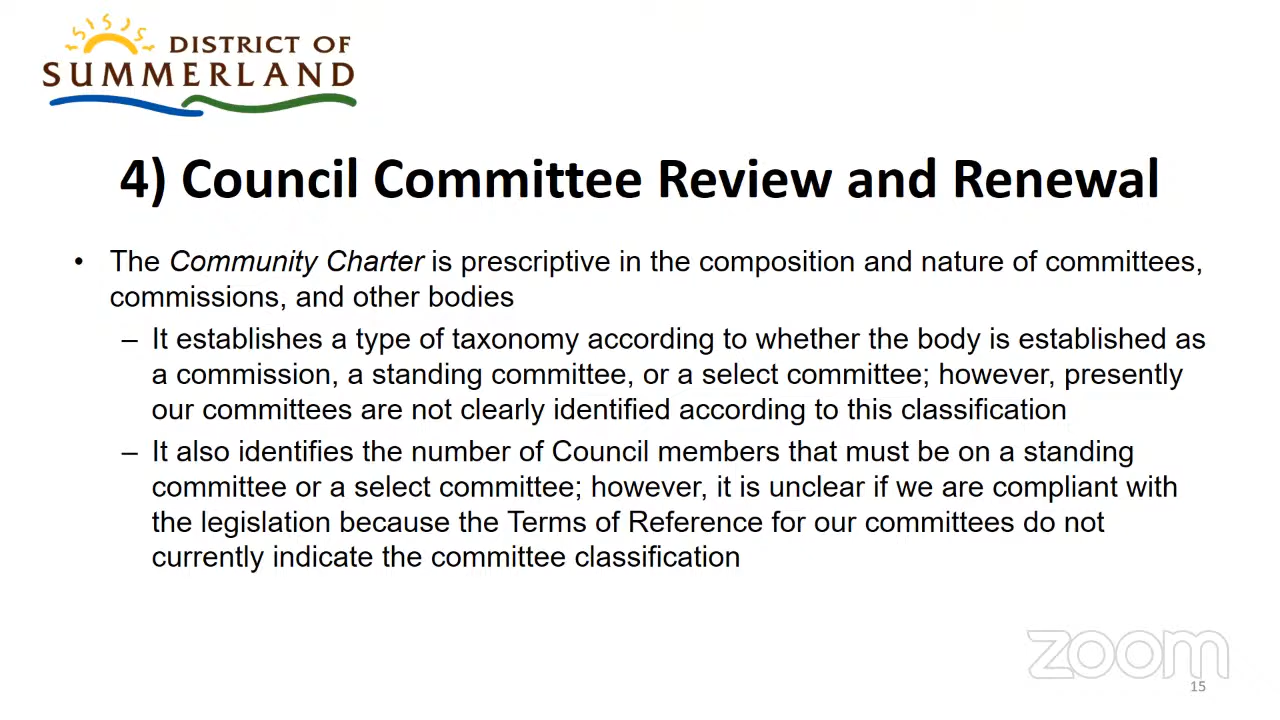 DISTRICT OF
SUMMERLAND
4) Council Committee Review and Renewal
• The Community Charter is prescriptive in the composition and nature of committees,
commissions, and other bodies
– It establishes a type of taxonomy according to whether the body is established as
a commission, a standing committee, or a select committee; however, presently
our committees are not clearly identified according to this classification
– It also identifies the number of Council members that must be on a standing
committee or a select committee; however, it is unclear if we are compliant with
the legislation because the Terms of Reference for our committees do not
currently indicate the committee classification
zoom
15